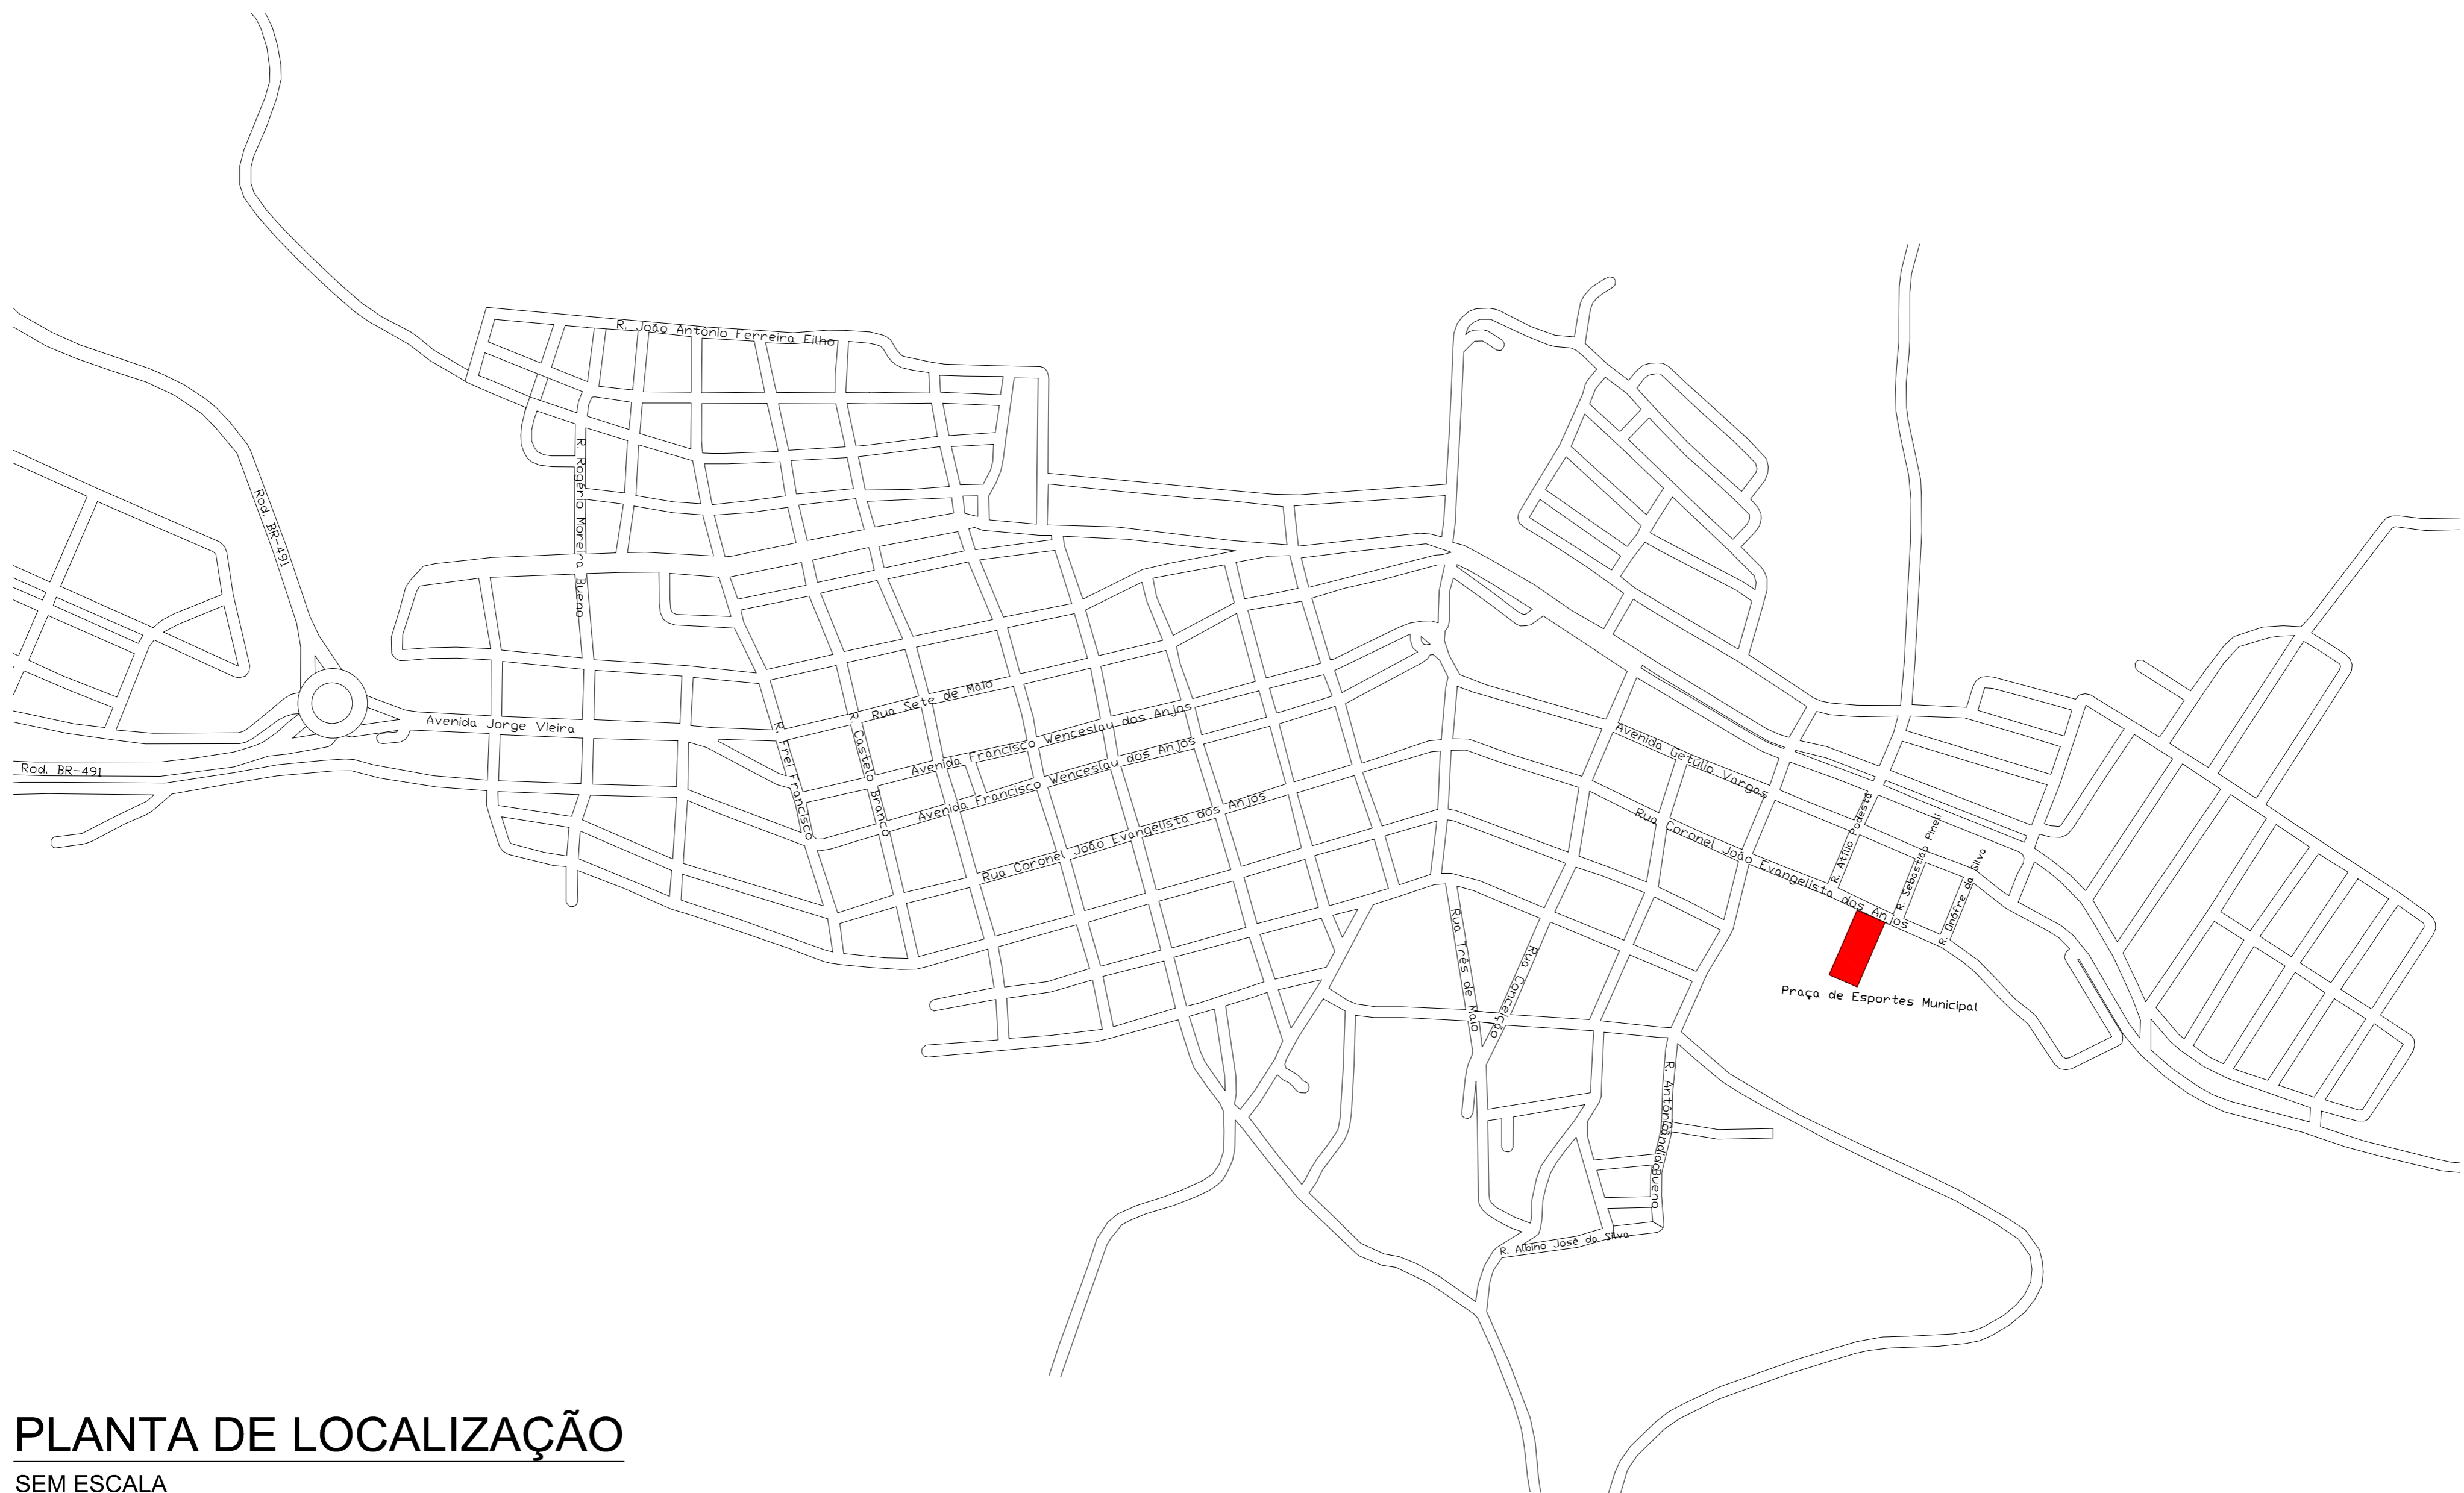 R. João Antônio Ferreira Filho
R. Rogério Moreira Bueno
Rod. BR-491
Avenida Jorge Vieira
Rod. BR-491
R. Frei Francisco
R. Castelo Branco
Rua Sete de Maio
Avenida Francisco Wenceslau dos Anjos
Avenida Francisco Wenceslau dos Anjos
Rua Coronel João Evangelista dos Anjos
Avenida Getúlio Vargas
Rua Coronel João Evangelista dos Anjos
R. Atílio Podesta
R. Sebastião Pineli
R. Onófre da Silva
Praça de Esportes Municipal
Rua Três de Maio
Rua Conceição
R. Antônio Cândido Bueno
R. Albino José da Silva
PLANTA DE LOCALIZAÇÃO
SEM ESCALA